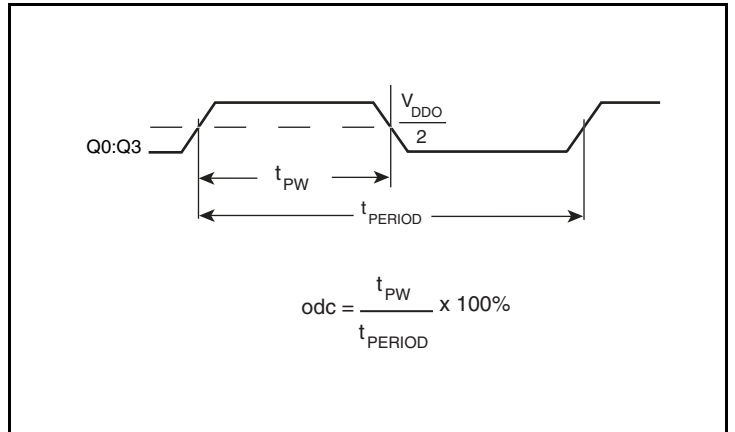 V_DDO
2
Q0:Q3
t_PW
t_PERIOD
odc = t_PW / t_PERIOD x 100%